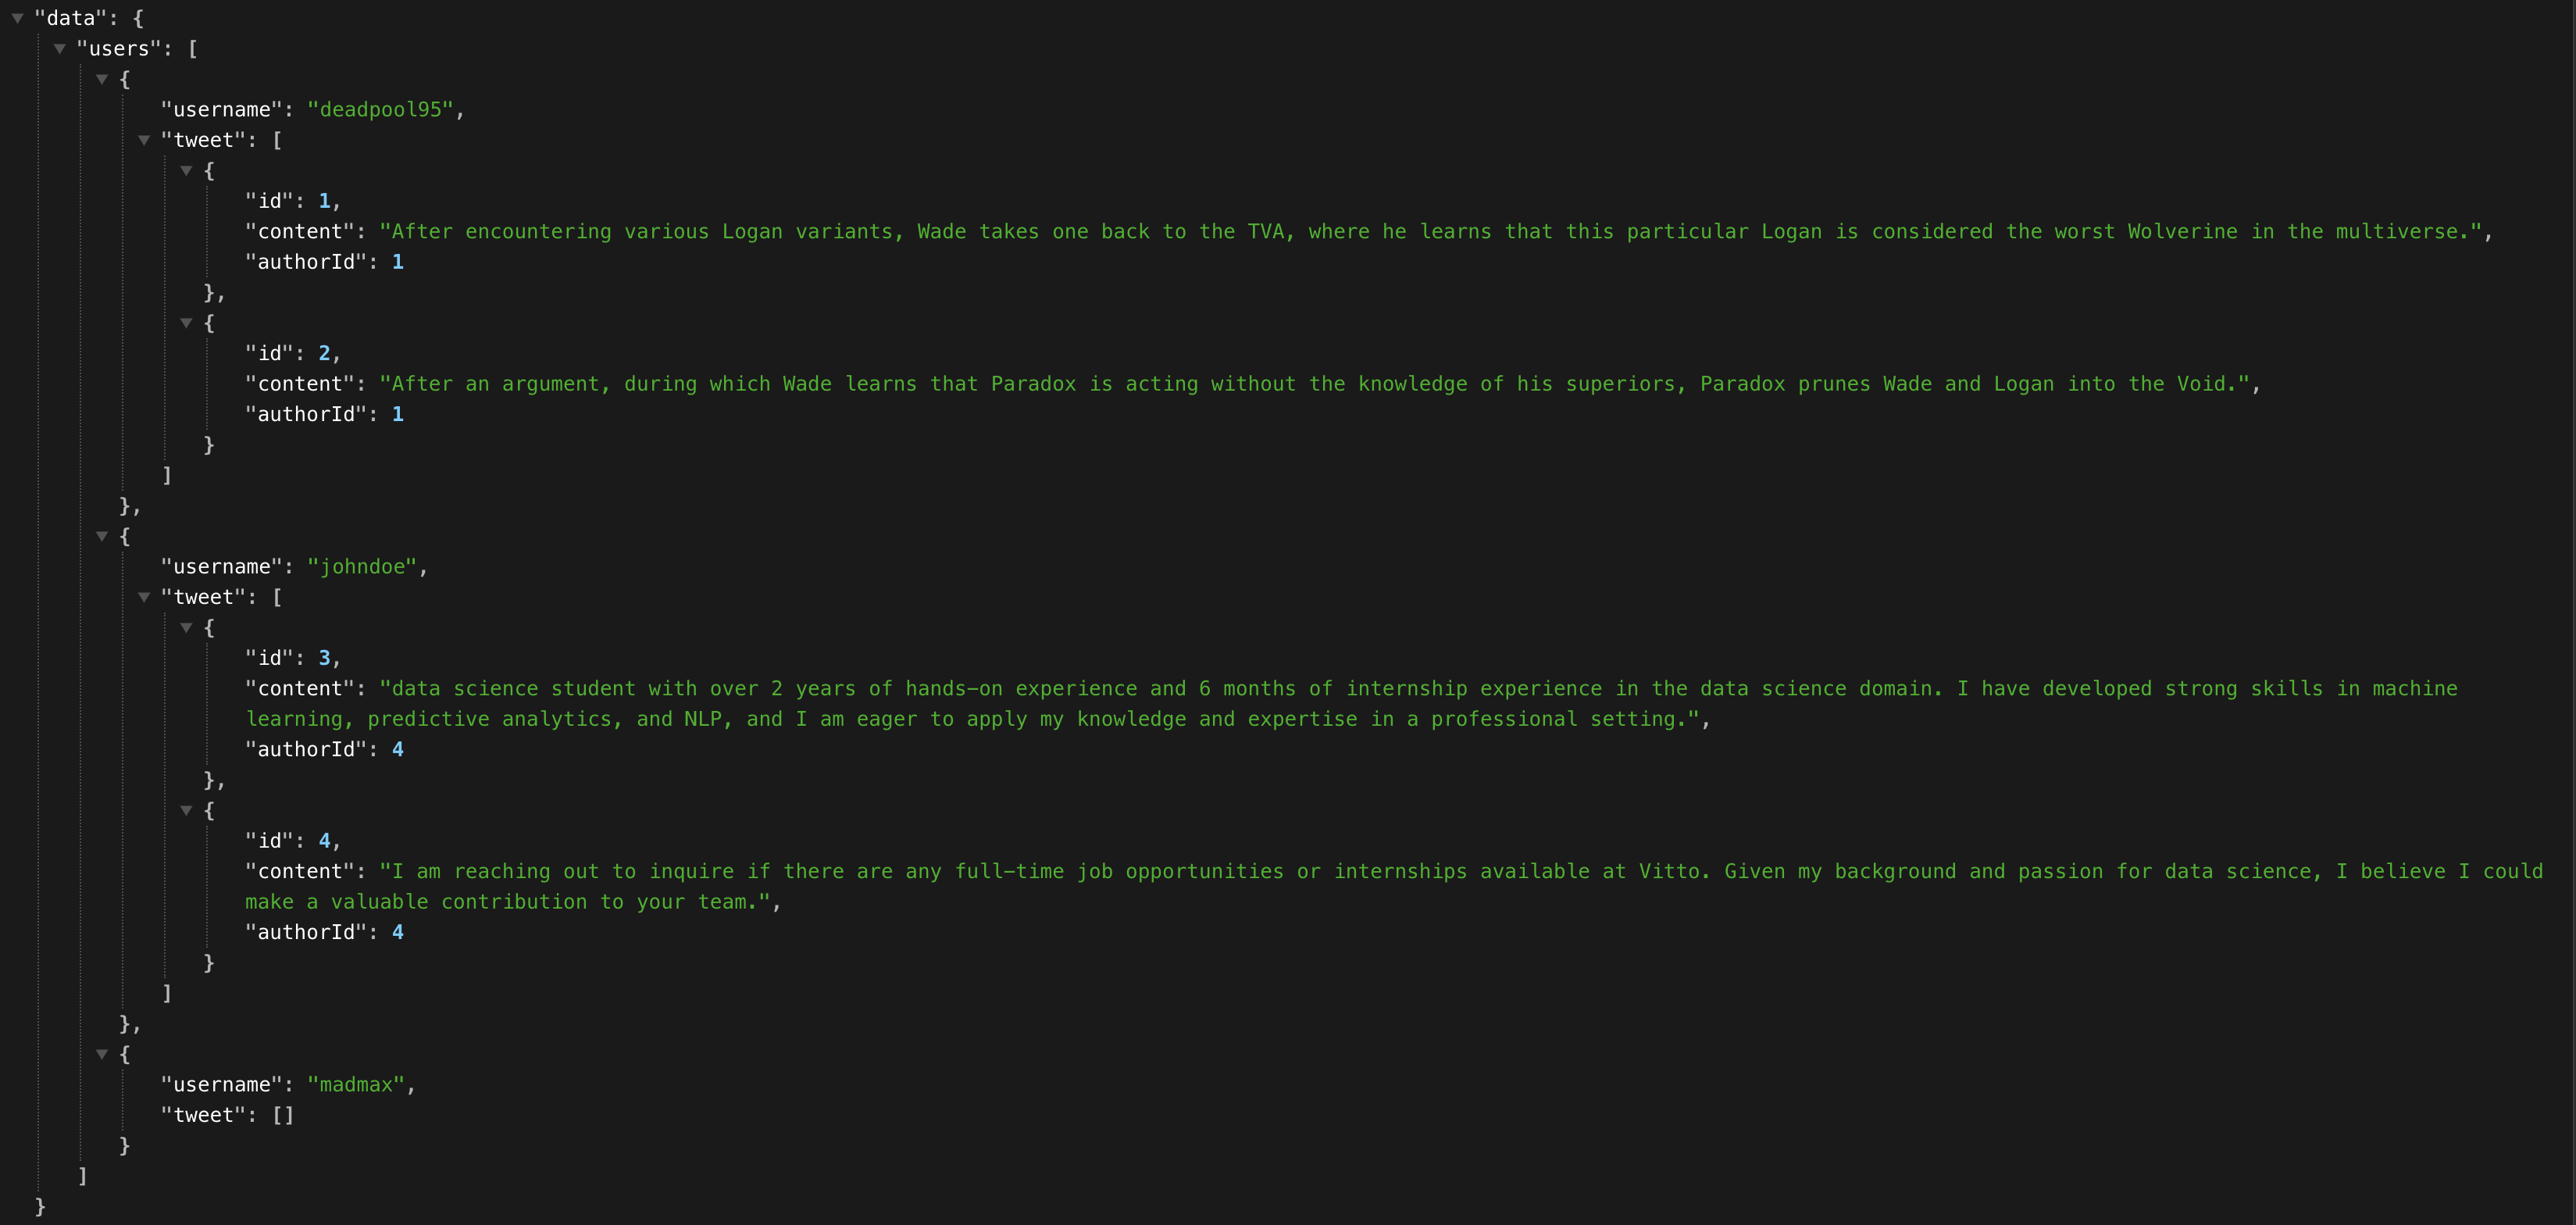 "data": {
"users": [
{
"username": "deadpool95",
"tweet": [
{
"id": 1,
"content": "After encountering various Logan variants, Wade takes one back to the TVA, where he learns that this particular Logan is considered the worst Wolverine in the multiverse.",
"authorId": 1
},
{
"id": 2,
"content": "After an argument, during which Wade learns that Paradox is acting without the knowledge of his superiors, Paradox prunes Wade and Logan into the Void.",
"authorId": 1
}
]
},
{
"username": "johndoe",
"tweet": [
{
"id": 3,
"content": "data science student with over 2 years of hands-on experience and 6 months of internship experience in the data science domain. I have developed strong skills in machine
learning, predictive analytics, and NLP, and I am eager to apply my knowledge and expertise in a professional setting.",
"authorId": 4
},
{
"id": 4,
"content": "I am reaching out to inquire if there are any full-time job opportunities or internships available at Vitto. Given my background and passion for data science, I believe I could
make a valuable contribution to your team.",
"authorId": 4
}
]
},
{
"username": "madmax",
"tweet": []
}
]
}